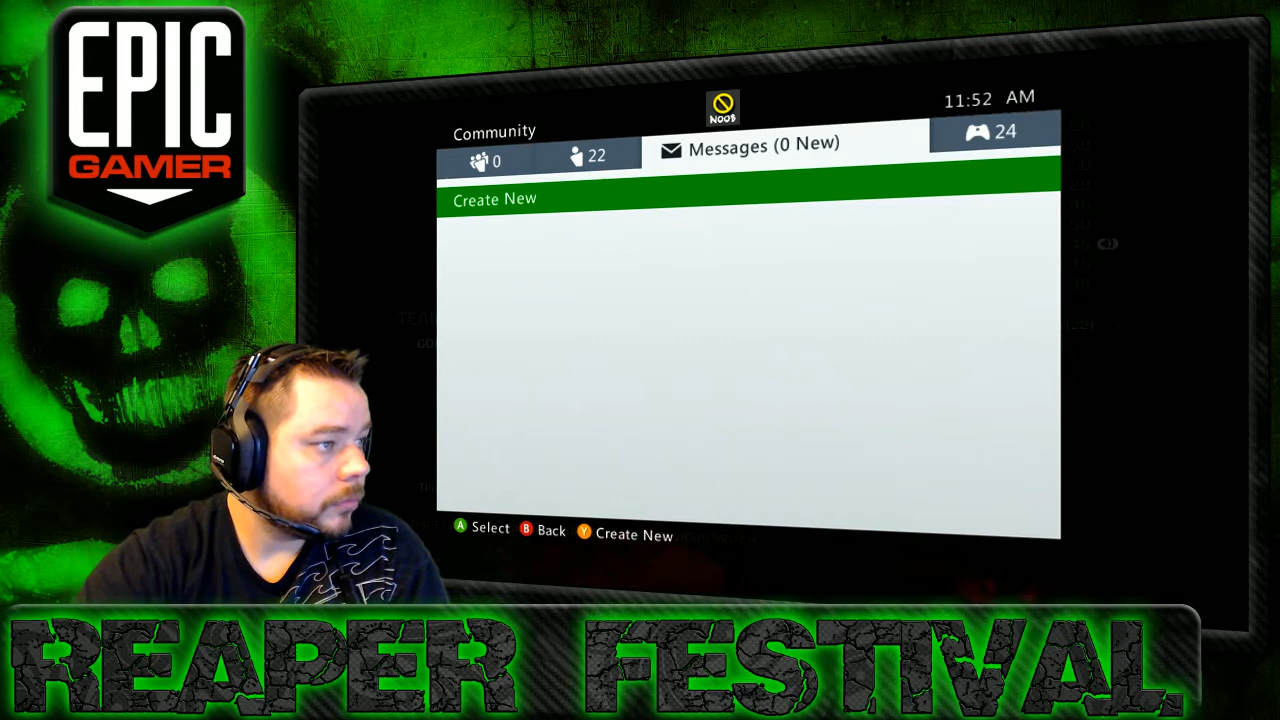 EPIC
GAMER
NOOB
11:52 AM
Community
0
22
Messages (0 New)
24
Create New
A Select B Back Y Create New
REAPER FESTIVAL